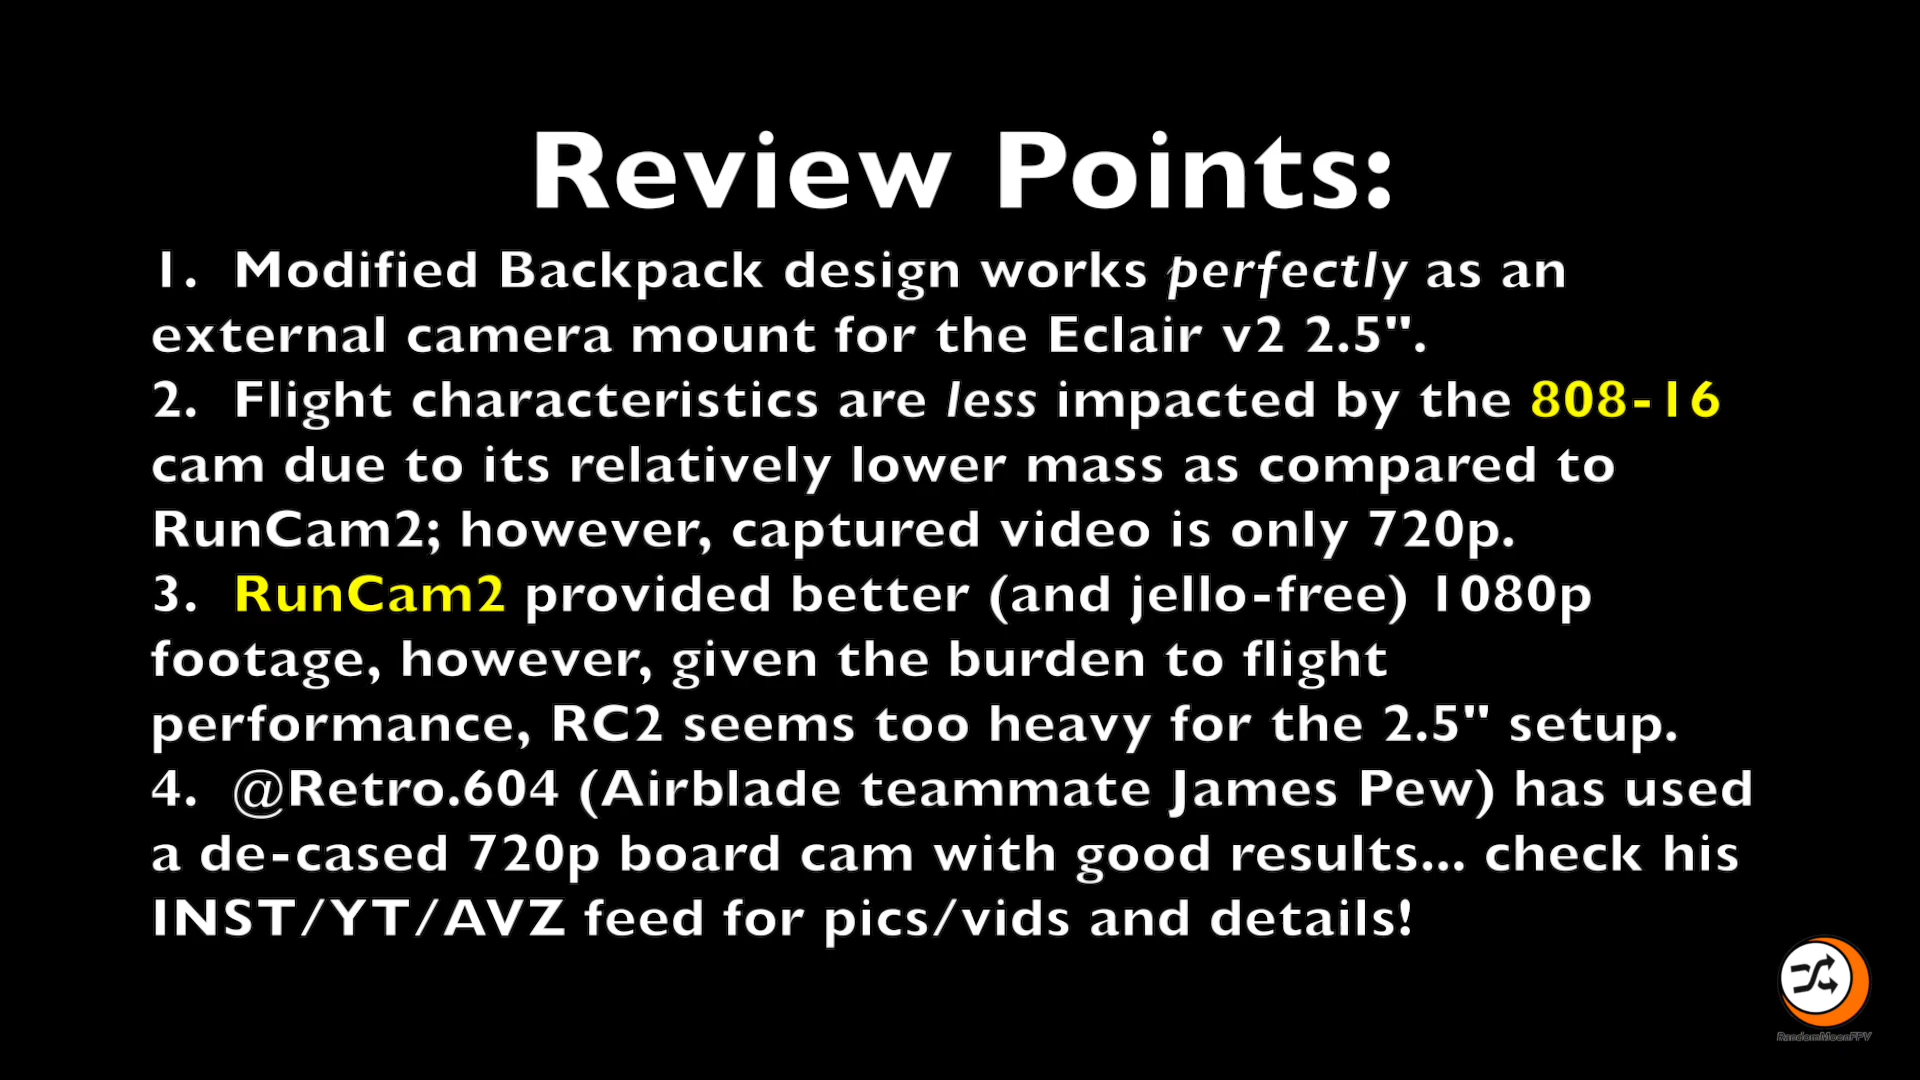 Review Points:
1. Modified Backpack design works perfectly as an
external camera mount for the Eclair v2 2.5".
2. Flight characteristics are less impacted by the 808-16
cam due to its relatively lower mass as compared to
RunCam2; however, captured video is only 720p.
3. RunCam2 provided better (and jello-free) 1080p
footage, however, given the burden to flight
performance, RC2 seems too heavy for the 2.5" setup.
4. @Retro.604 (Airblade teammate James Pew) has used
a de-cased 720p board cam with good results... check his
INST/YT/AVZ feed for pics/vids and details!
RandomMoonFPV